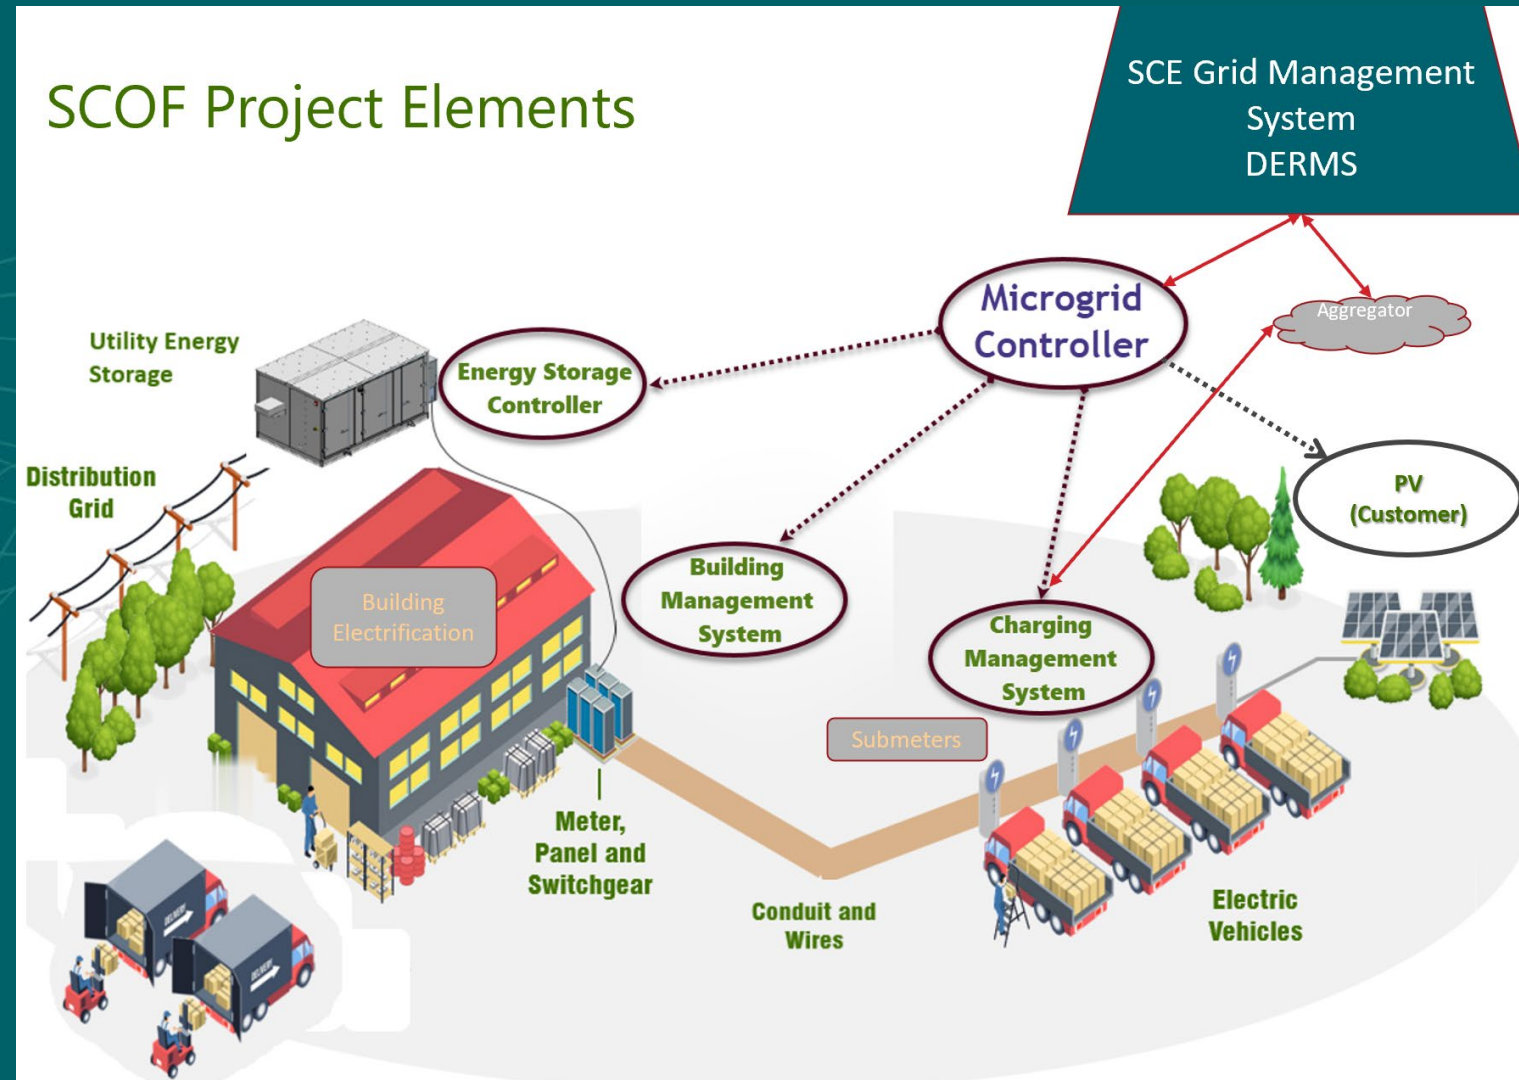 SCOF Project Elements
SCE Grid Management
System
DERMS
Microgrid
Controller
Aggregator
Utility Energy
Storage
Energy Storage
Controller
Distribution
Grid
PV
(Customer)
Building
Electrification
Building
Management
System
Charging
Management
System
Submeters
Meter,
Panel and
Switchgear
Conduit and
Wires
Electric
Vehicles
DELIVERY
DELIVERY